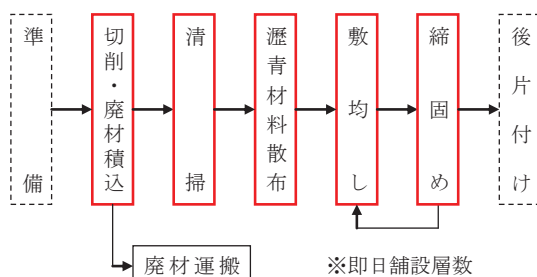 準備
切削・廃材積込
清掃
瀝青材料散布
敷均し
締固め
後片付け
廃材運搬
※即日舗設層数